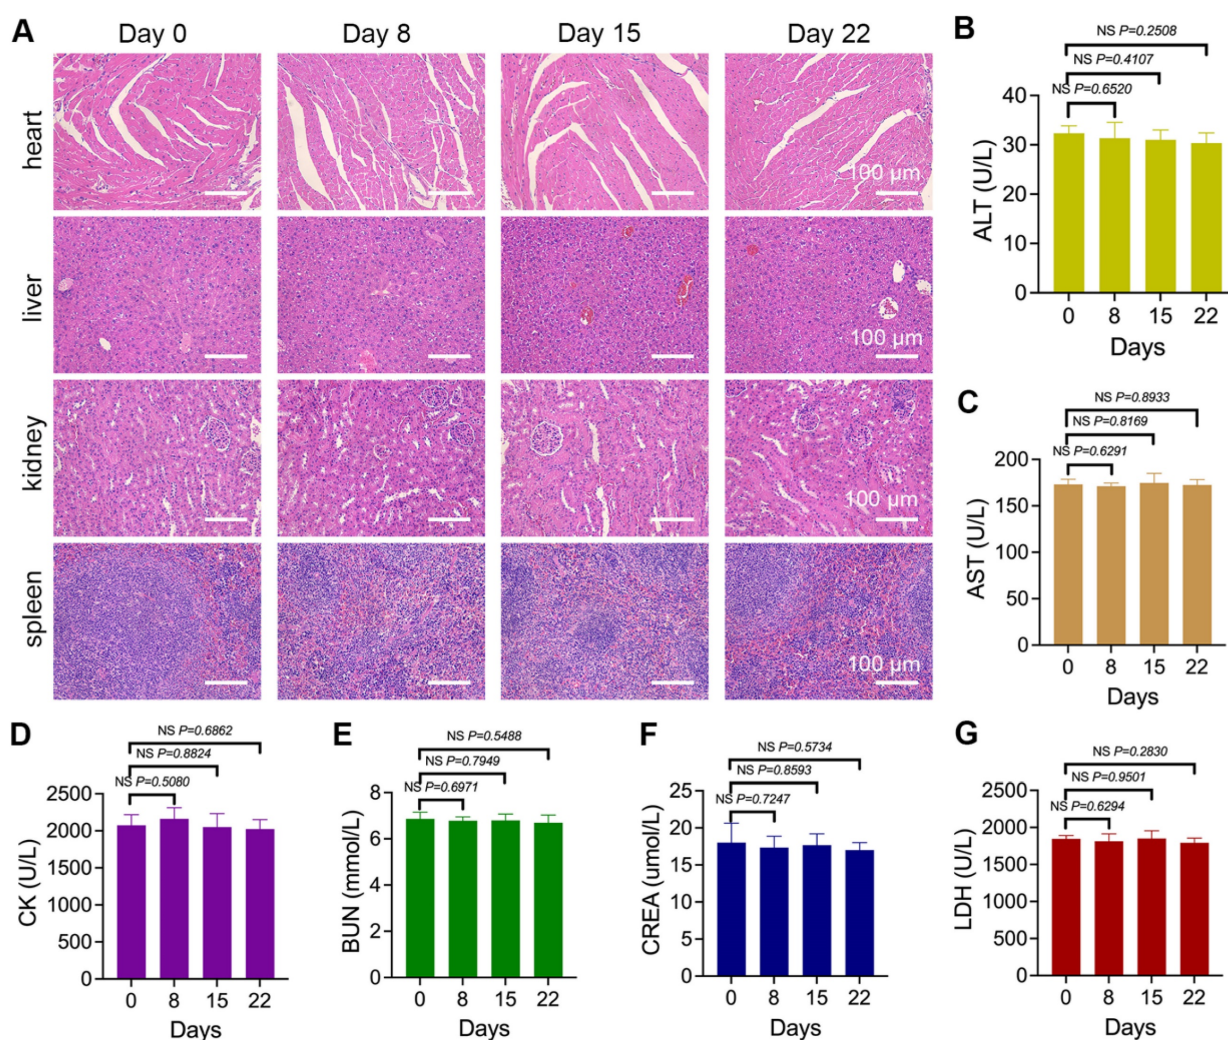 A
Day 0 Day 8 Day 15 Day 22
heart
100 µm
liver
100 µm
kidney
100 µm
spleen
100 µm
B
NS P=0.2508
NS P=0.4107
NS P=0.6520
40
30
20
10
0
ALT (U/L)
0 8 15 22
Days
C
NS P=0.8933
NS P=0.8169
NS P=0.6291
200
150
100
50
0
AST (U/L)
0 8 15 22
Days
D
NS P=0.6862
NS P=0.8824
NS P=0.5080
2500
2000
1500
1000
500
0
CK (U/L)
0 8 15 22
Days
E
NS P=0.5488
NS P=0.7949
NS P=0.6971
8
6
4
2
0
BUN (mmol/L)
0 8 15 22
Days
F
NS P=0.5734
NS P=0.8593
NS P=0.7247
25
20
15
10
5
0
CREA (umol/L)
0 8 15 22
Days
G
NS P=0.2830
NS P=0.9501
NS P=0.6294
2500
2000
1500
1000
500
0
LDH (U/L)
0 8 15 22
Days